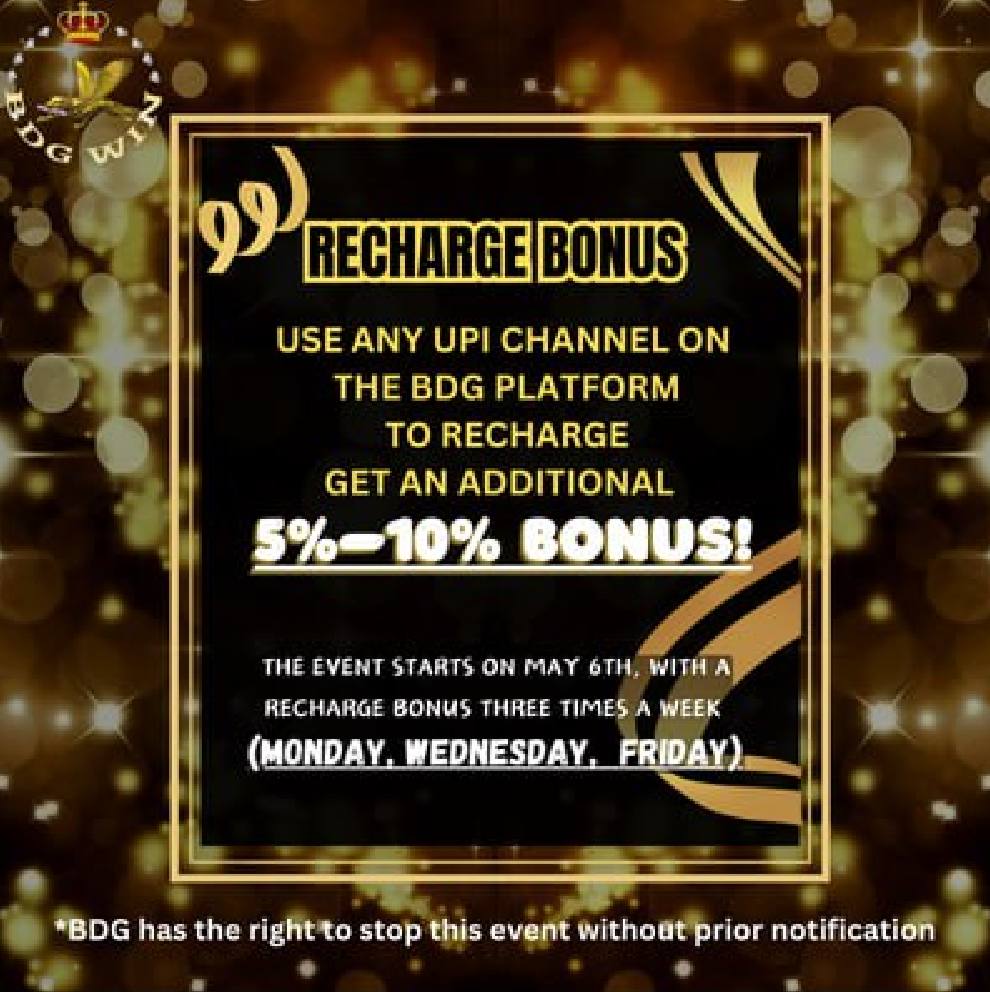 BDG WIN
RECHARGE BONUS
USE ANY UPI CHANNEL ON
THE BDG PLATFORM
TO RECHARGE
GET AN ADDITIONAL
5%–10% BONUS!
THE EVENT STARTS ON MAY 6TH, WITH A
RECHARGE BONUS THREE TIMES A WEEK
(MONDAY, WEDNESDAY, FRIDAY)
*BDG has the right to stop this event without prior notification